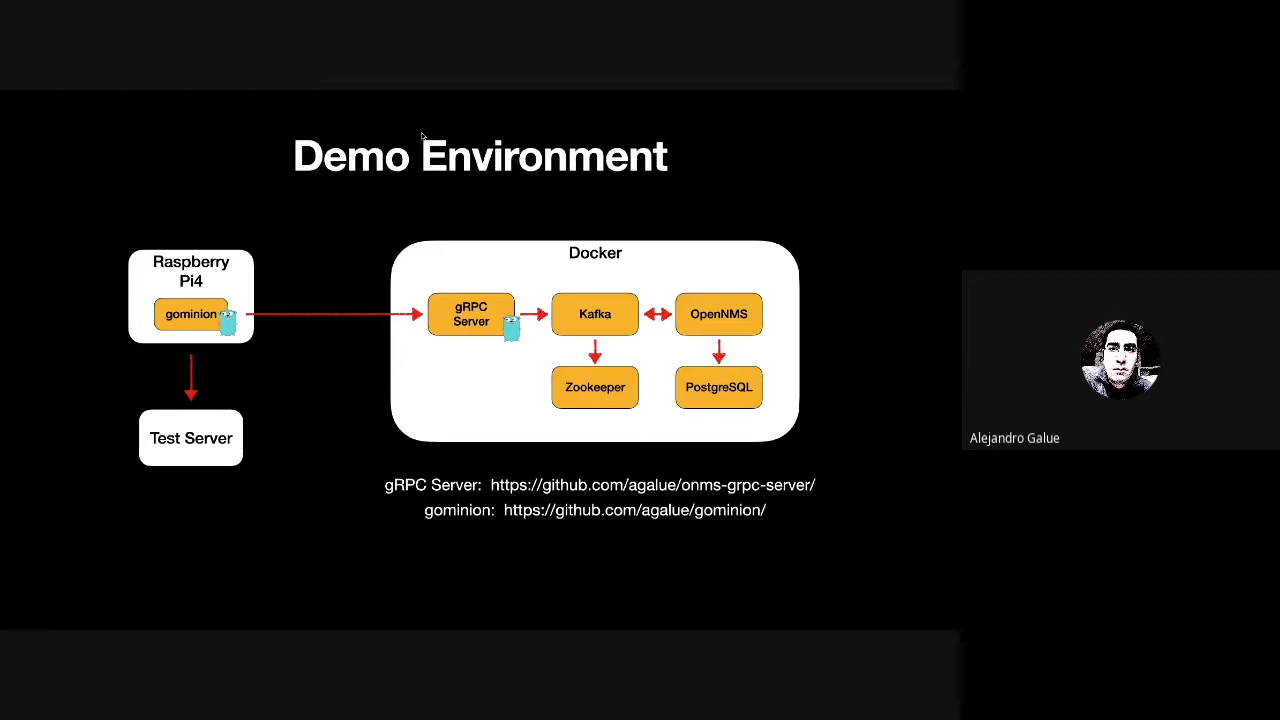 Demo Environment
Raspberry
Pi4
gominion
Test Server
Docker
gRPC
Server
Kafka
OpenNMS
Zookeeper
PostgreSQL
gRPC Server: https://github.com/agalue/onms-grpc-server/
gominion: https://github.com/agalue/gominion/
Alejandro Galue